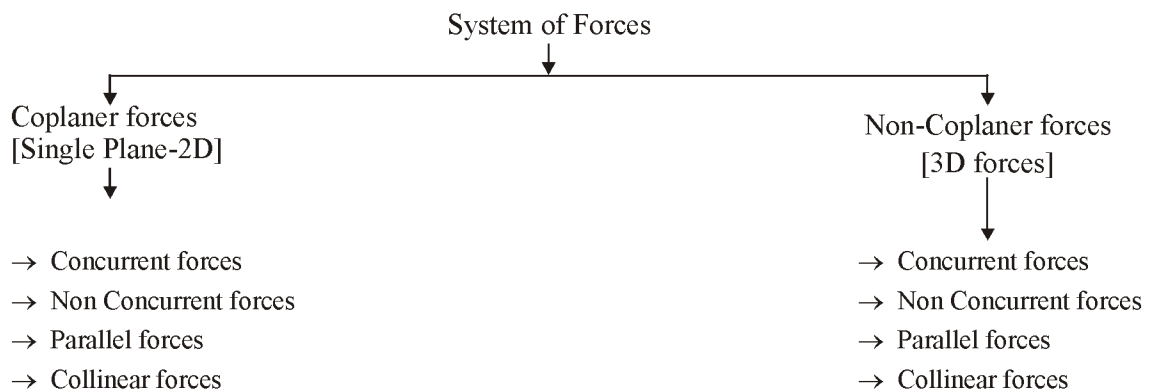 System of Forces
Coplaner forces
[Single Plane-2D]
→ Concurrent forces
→ Non Concurrent forces
→ Parallel forces
→ Collinear forces
Non-Coplaner forces
[3D forces]
→ Concurrent forces
→ Non Concurrent forces
→ Parallel forces
→ Collinear forces